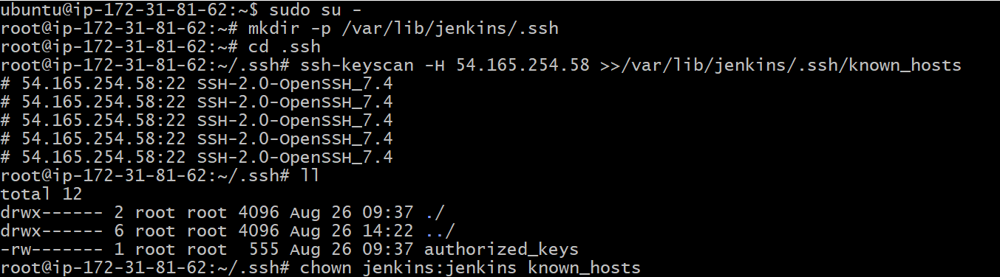 ubuntu@ip-172-31-81-62:~$ sudo su -
root@ip-172-31-81-62:~# mkdir -p /var/lib/jenkins/.ssh
root@ip-172-31-81-62:~# cd .ssh
root@ip-172-31-81-62:~/.ssh# ssh-keyscan -H 54.165.254.58 >>/var/lib/jenkins/.ssh/known_hosts
# 54.165.254.58:22 SSH-2.0-OpenSSH_7.4
# 54.165.254.58:22 SSH-2.0-OpenSSH_7.4
# 54.165.254.58:22 SSH-2.0-OpenSSH_7.4
# 54.165.254.58:22 SSH-2.0-OpenSSH_7.4
# 54.165.254.58:22 SSH-2.0-OpenSSH_7.4
root@ip-172-31-81-62:~/.ssh# ll
total 12
drwx------ 2 root root 4096 Aug 26 09:37 ./
drwx------ 6 root root 4096 Aug 26 14:22 ../
-rw------- 1 root root  555 Aug 26 09:37 authorized_keys
root@ip-172-31-81-62:~/.ssh# chown jenkins:jenkins known_hosts